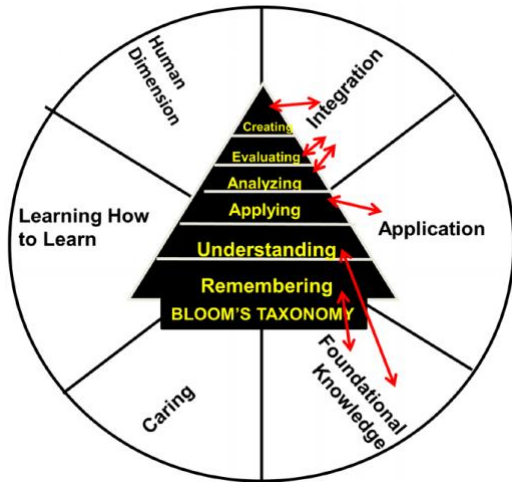 Human
Dimension
Integration
Creating
Evaluating
Analyzing
Applying
Understanding
Remembering
BLOOM'S TAXONOMY
Learning How
to Learn
Application
Caring
Foundational
Knowledge